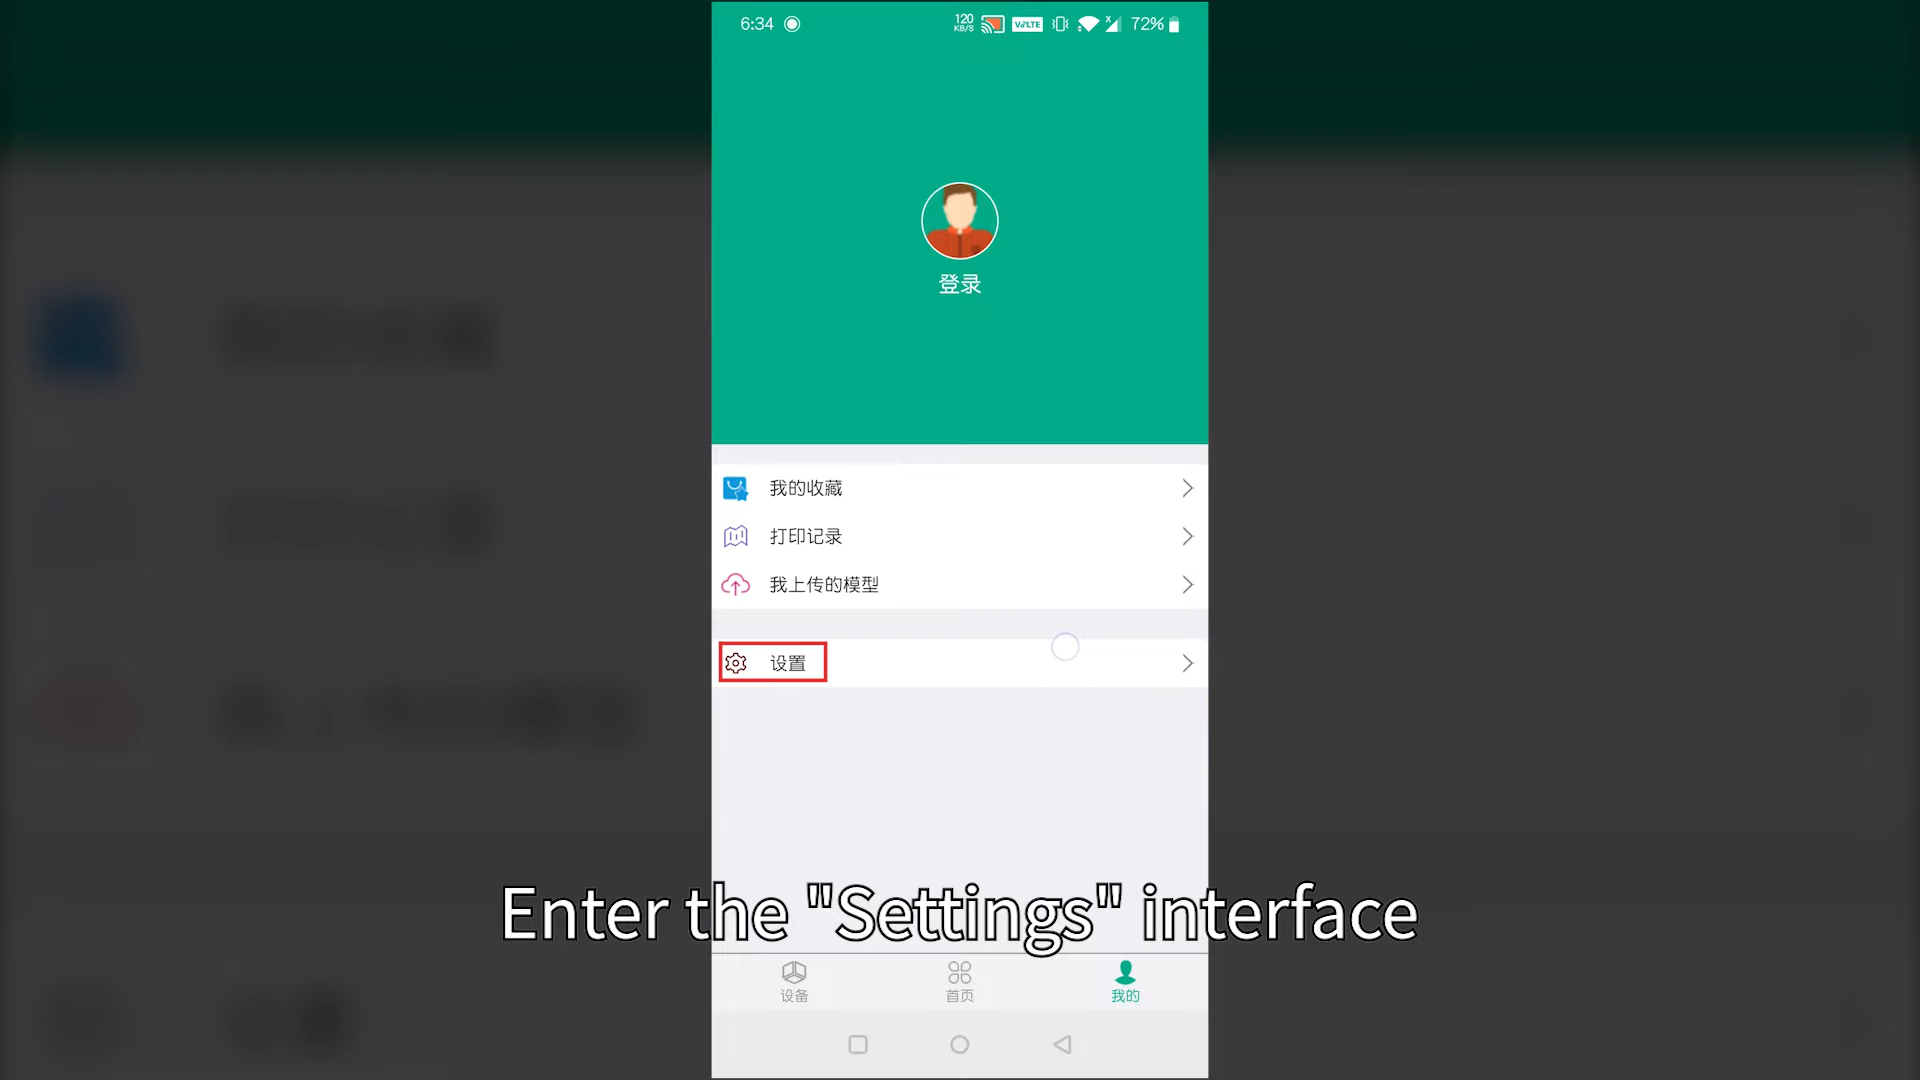 6:34
120 KB/S VoLTE 72%
登录
我的收藏
打印记录
我上传的模型
设置
Enter the "Settings" interface
设备
首页
我的